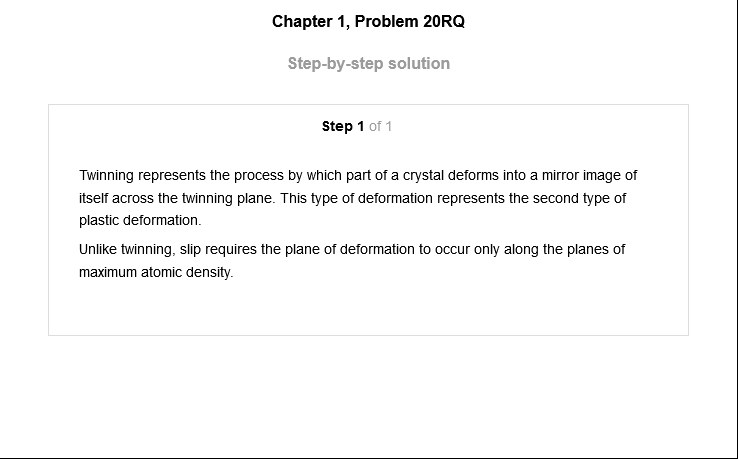 Chapter 1, Problem 20RQ
Step-by-step solution
Step 1 of 1
Twinning represents the process by which part of a crystal deforms into a mirror image of
itself across the twinning plane. This type of deformation represents the second type of
plastic deformation.
Unlike twinning, slip requires the plane of deformation to occur only along the planes of
maximum atomic density.